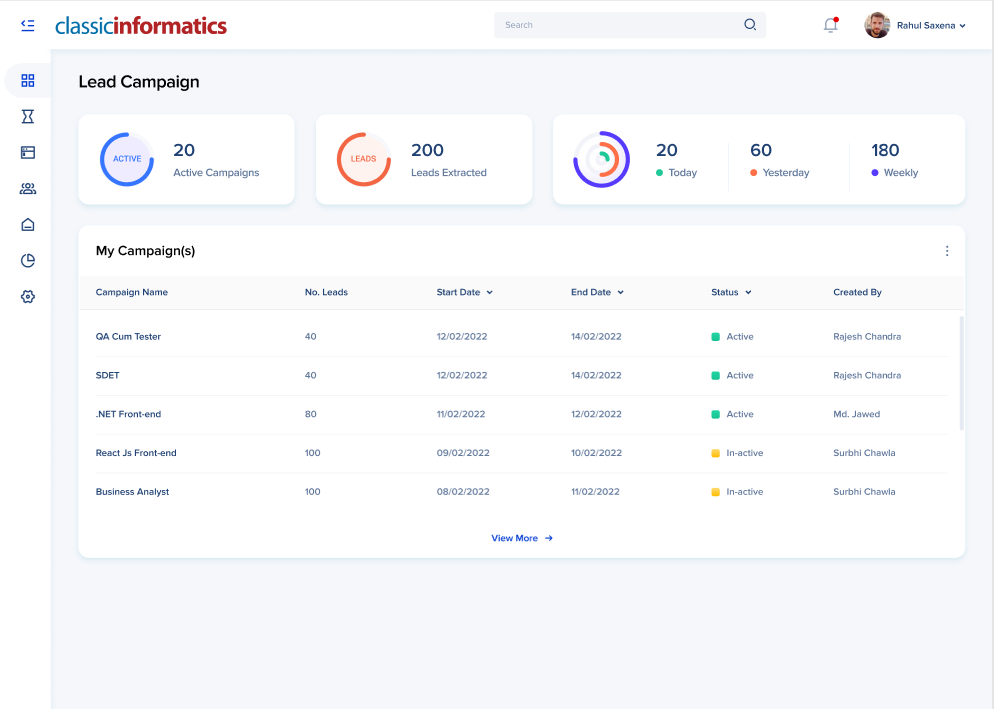 classicinformatics
Search
Rahul Saxena
Lead Campaign
ACTIVE
20
Active Campaigns
LEADS
200
Leads Extracted
20
Today
60
Yesterday
180
Weekly
My Campaign(s)
Campaign Name No. Leads Start Date End Date Status Created By
QA Cum Tester 40 12/02/2022 14/02/2022 Active Rajesh Chandra
SDET 40 12/02/2022 14/02/2022 Active Rajesh Chandra
.NET Front-end 80 11/02/2022 12/02/2022 Active Md. Jawed
React Js Front-end 100 09/02/2022 10/02/2022 In-active Surbhi Chawla
Business Analyst 100 08/02/2022 11/02/2022 In-active Surbhi Chawla
View More